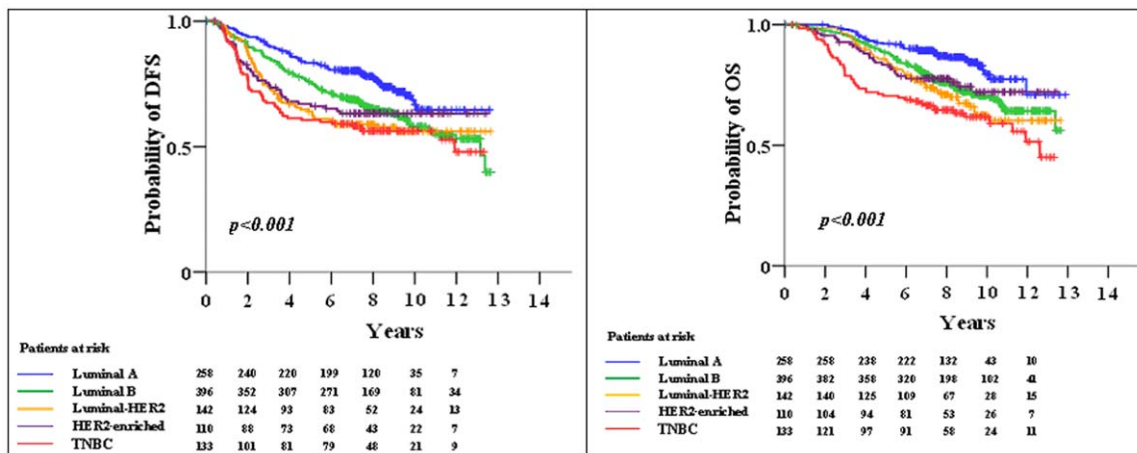 Probability of DFS
1.0
0.5
0
p<0.001
0 2 4 6 8 10 12 13 14
Years
Patients at risk
Luminal A 258 240 220 199 120 35 7
Luminal B 396 352 307 271 169 81 34
Luminal-HER2 142 124 93 83 52 24 13
HER2-enriched 110 88 73 68 43 22 7
TNBC 133 101 81 79 48 21 9
Probability of OS
1.0
0.5
0
p<0.001
0 2 4 6 8 10 12 13 14
Years
Patients at risk
Luminal A 258 258 238 222 132 43 10
Luminal B 396 382 358 320 198 102 41
Luminal-HER2 142 140 125 109 67 28 15
HER2-enriched 110 104 94 81 53 26 7
TNBC 133 121 97 91 58 24 11